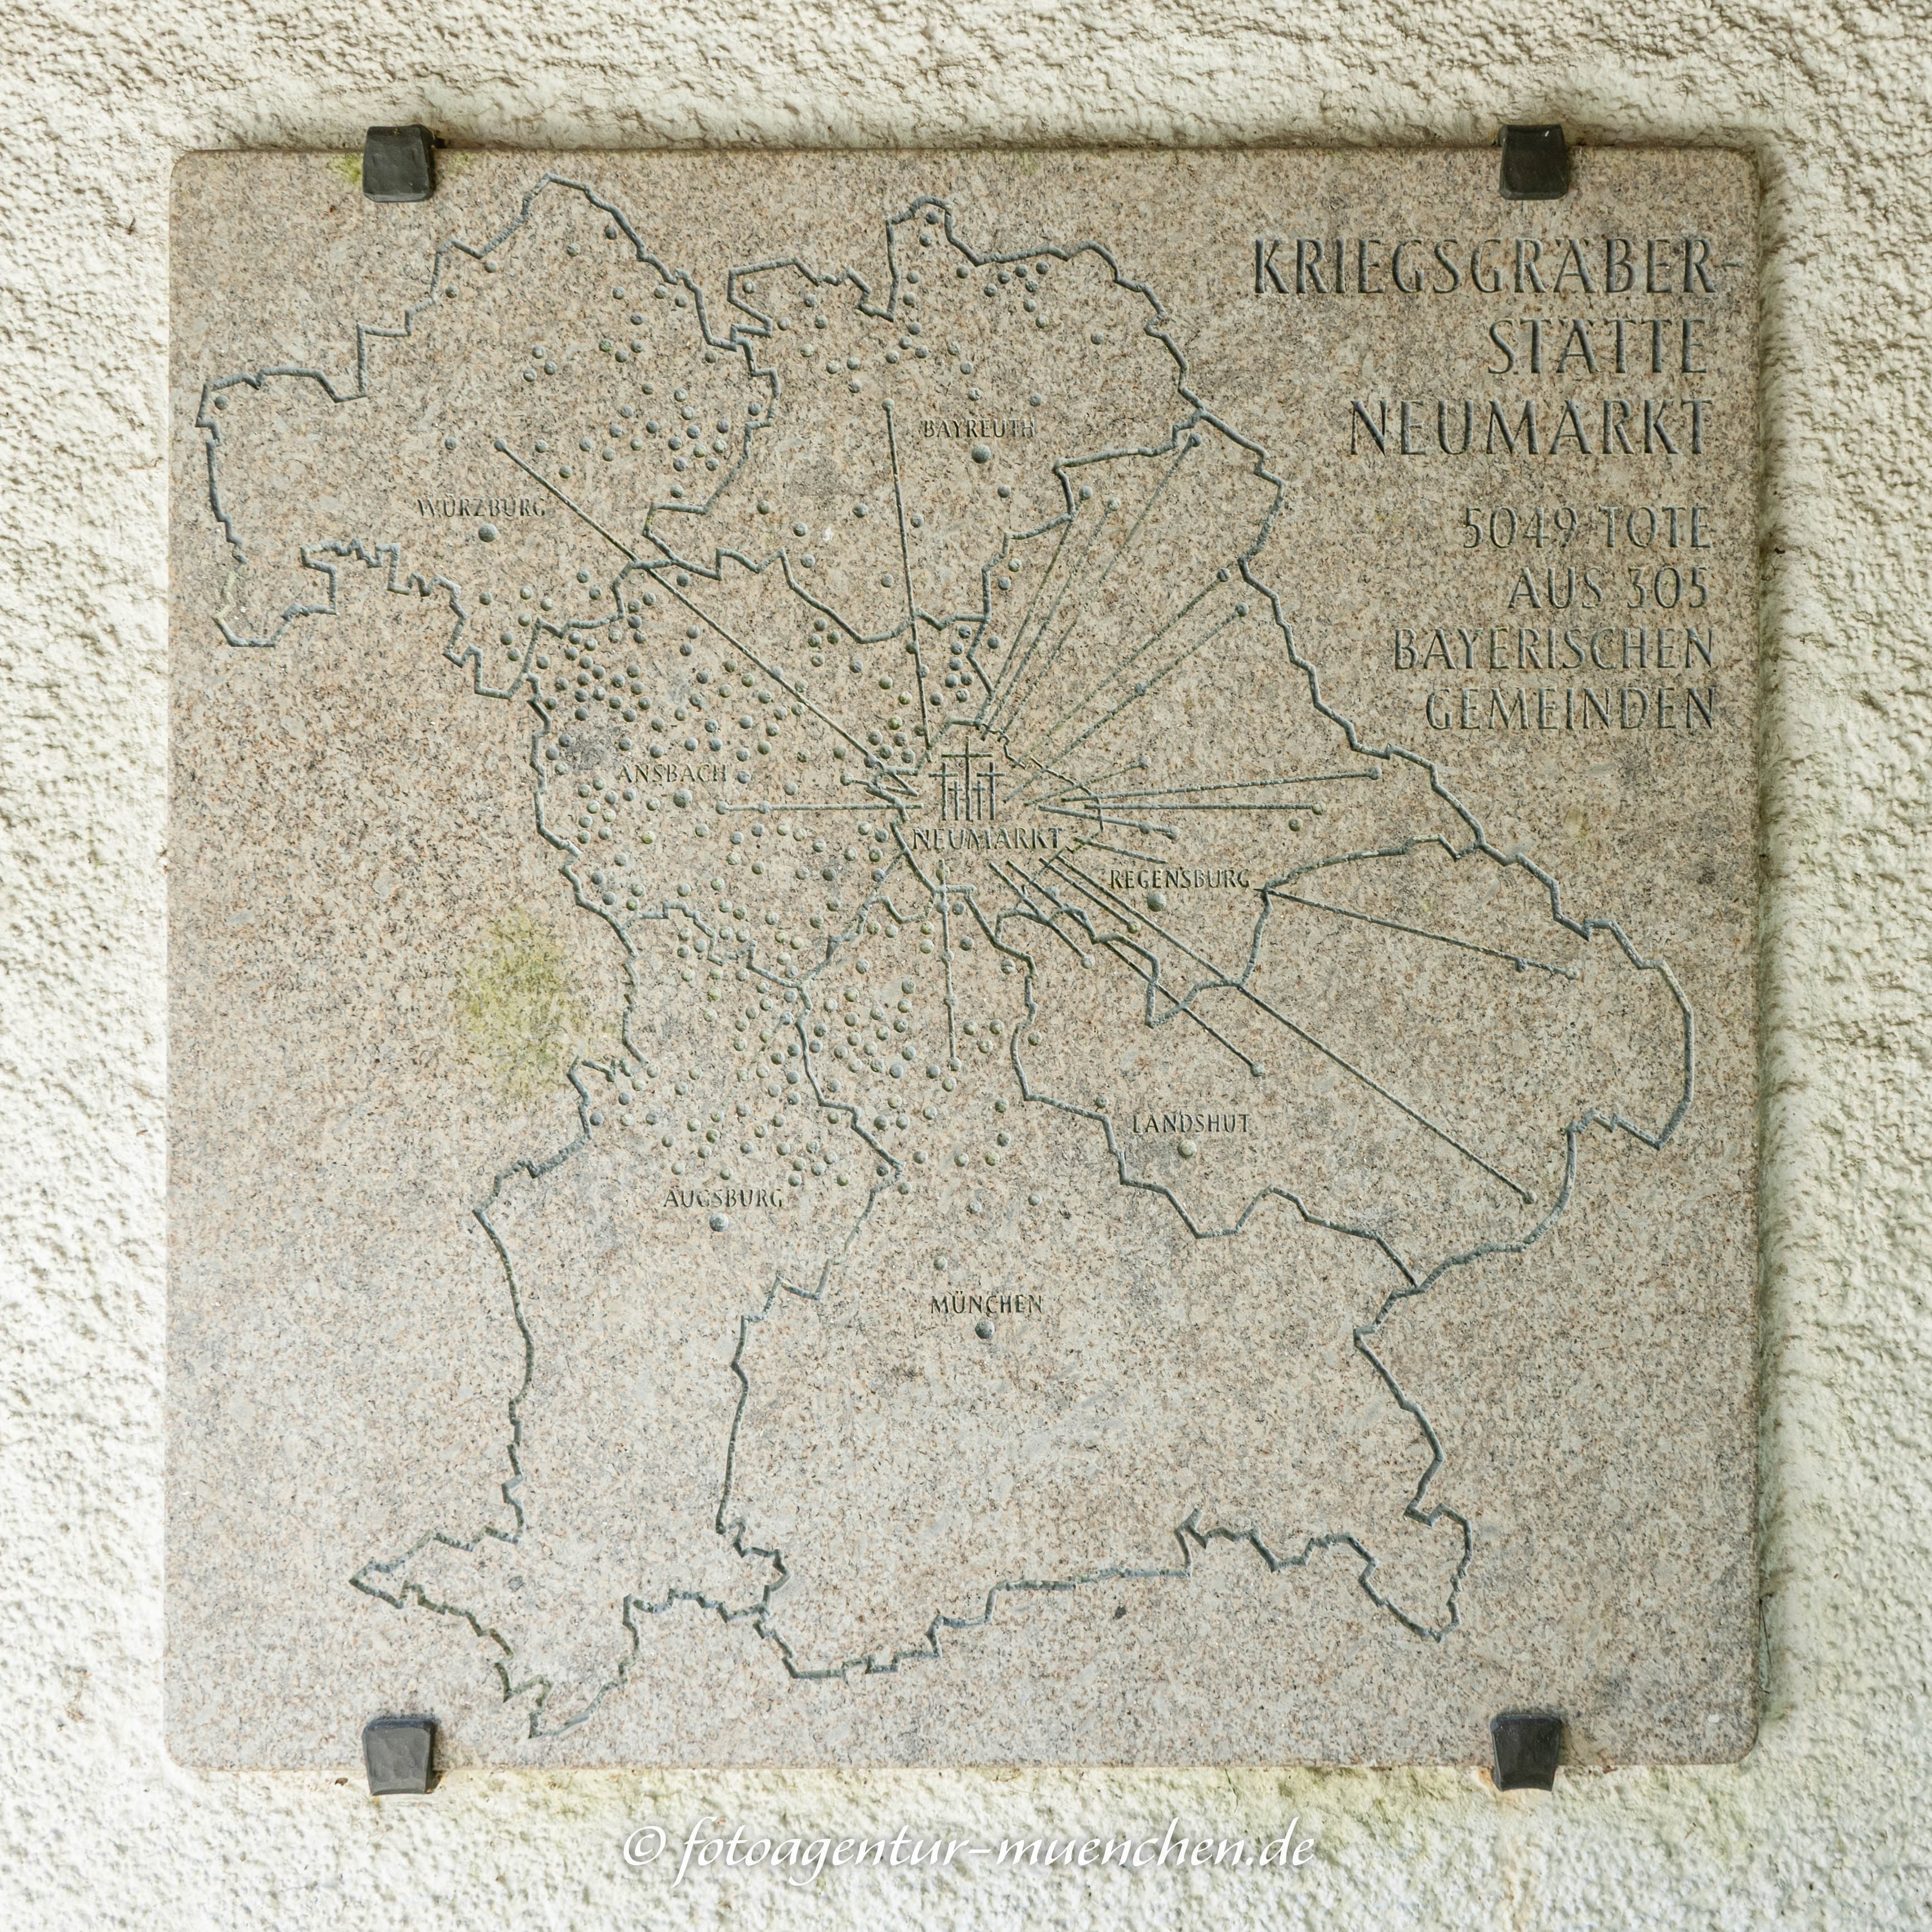 KRIEGSGRÄBER-
STÄTTE
NEUMARKT
5049 TOTE
AUS 305
BAYERISCHEN
GEMEINDEN
BAYREUTH
WÜRZBURG
ANSBACH
NEUMARKT
REGENSBURG
LANDSHUT
AUGSBURG
MÜNCHEN
© fotoagentur-muenchen.de